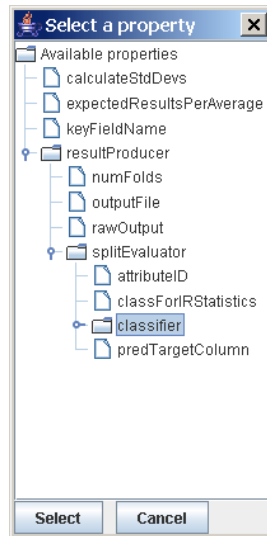 Select a property
Available properties
calculateStdDevs
expectedResultsPerAverage
keyFieldName
resultProducer
numFolds
outputFile
rawOutput
splitEvaluator
attributeID
classForIRStatistics
classifier
predTargetColumn
Select Cancel